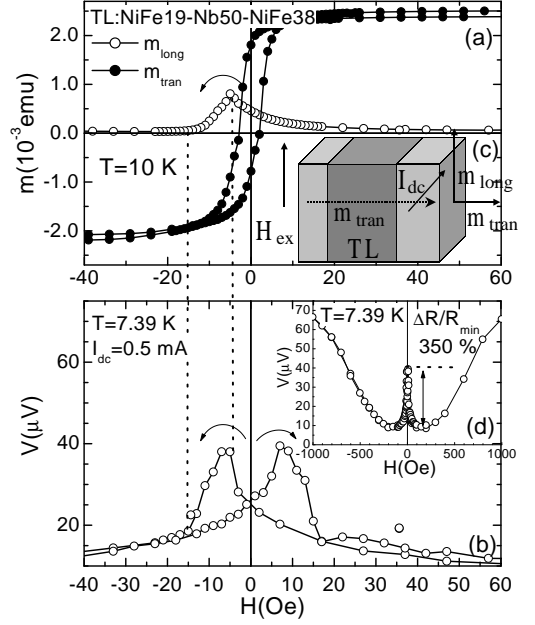 TL:NiFe19-Nb50-NiFe38
m_long
m_tran
(a)
2.0
1.0
0.0
-1.0
-2.0
m(10^-3 emu)
T=10 K
(c)
I_dc
m_long
m_tran
m_tran
H_ex
TL
-40 -20 0 20 40 60
T=7.39 K
I_dc=0.5 mA
60
40
20
V(μV)
(b)
-40 -30 -20 -10 0 10 20 30 40 50 60
H(Oe)
T=7.39 K
ΔR/R_min
350 %
70
60
50
40
30
20
10
0
V(μV)
(d)
-1000 -500 0 500 1000
H(Oe)